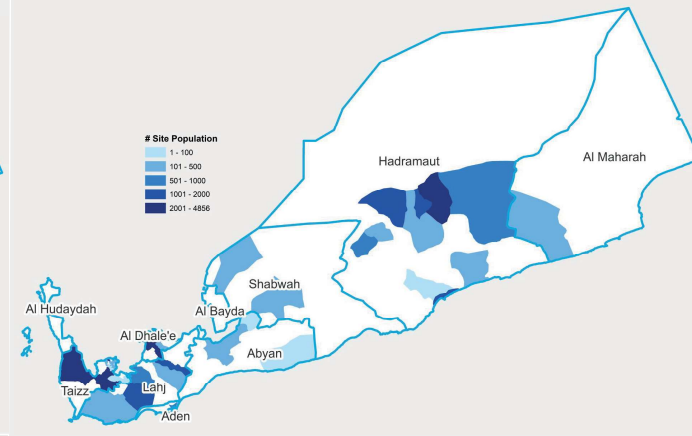 # Site Population
1 - 100
101 - 500
501 - 1000
1001 - 2000
2001 - 4856
Hadramaut
Al Maharah
Shabwah
Al Hudaydah
Al Bayda
Al Dhale'e
Abyan
Taizz
Lahj
Aden